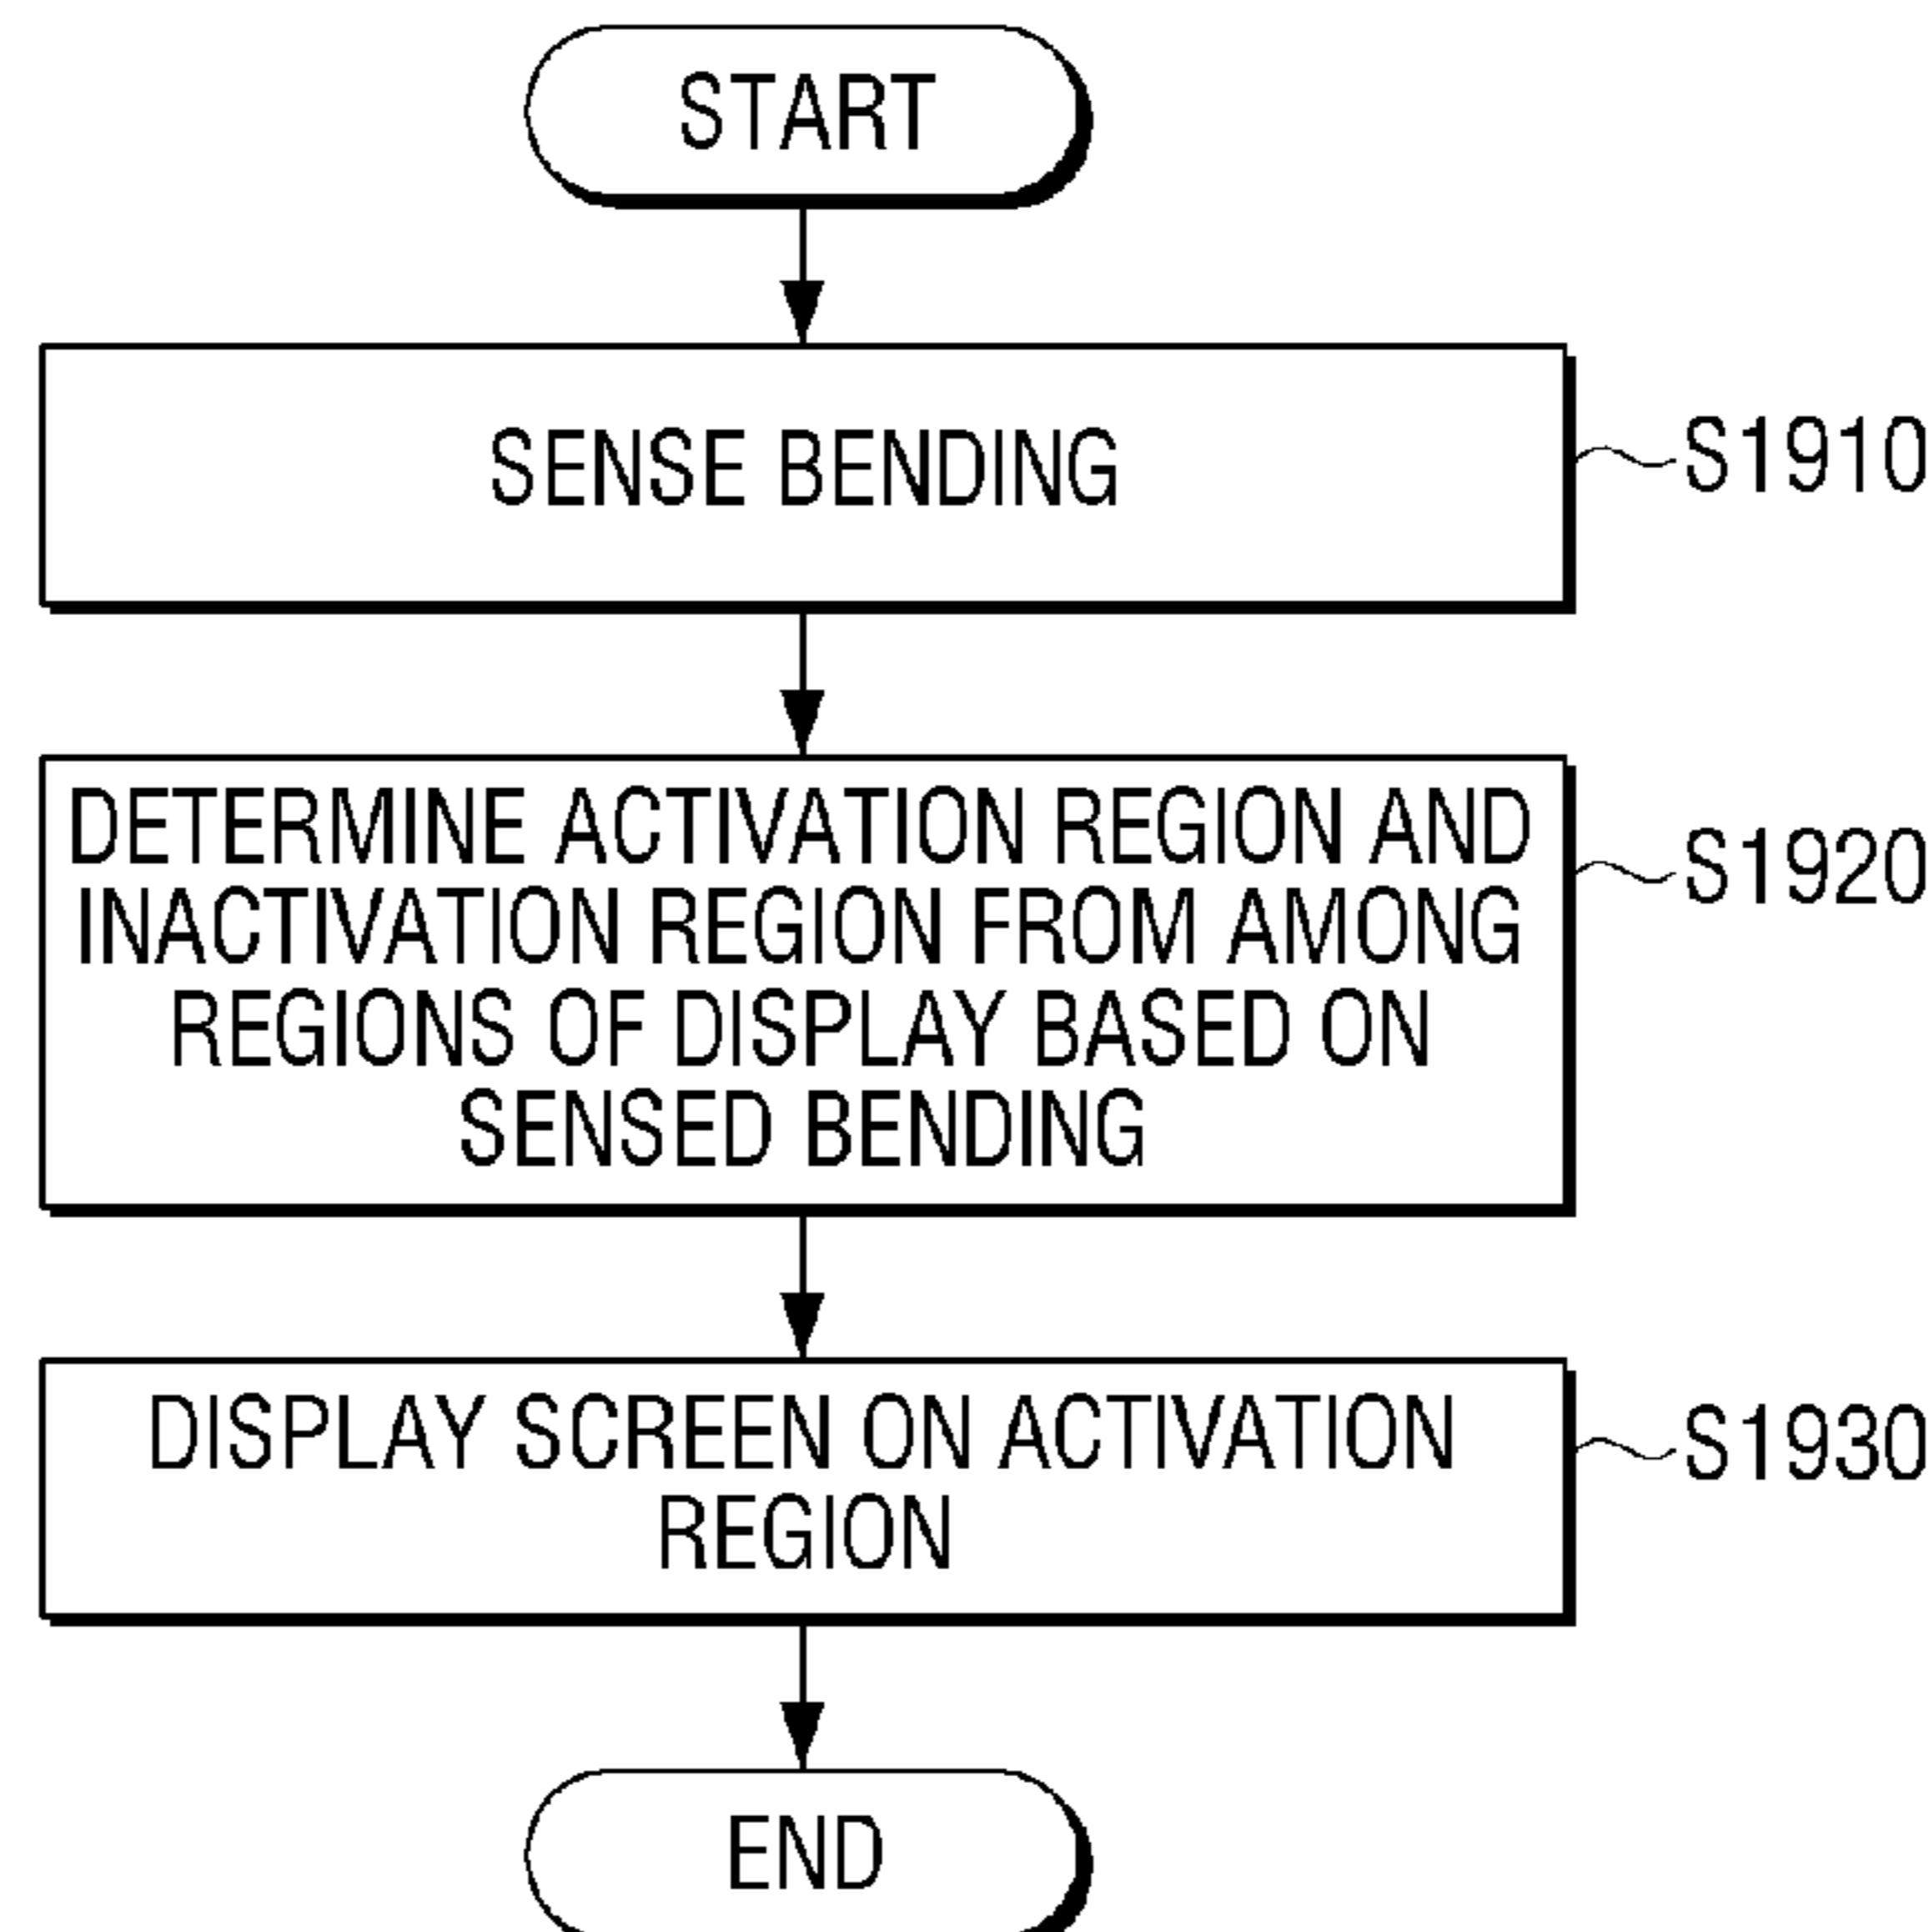 START
SENSE BENDING
S1910
DETERMINE ACTIVATION REGION AND
INACTIVATION REGION FROM AMONG
REGIONS OF DISPLAY BASED ON
SENSED BENDING
S1920
DISPLAY SCREEN ON ACTIVATION
REGION
S1930
END